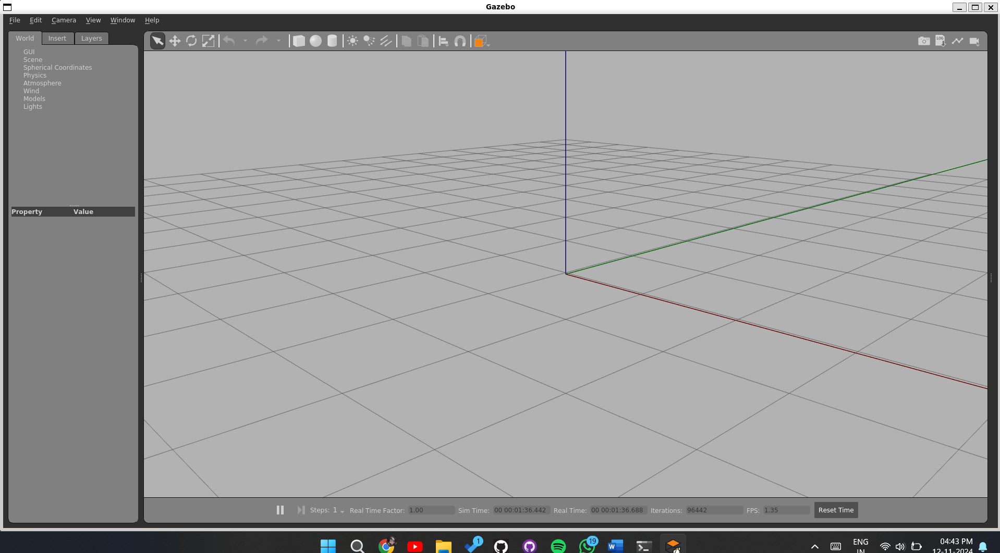 Gazebo
File Edit Camera View Window Help
World Insert Layers
LOG
GUI
Scene
Spherical Coordinates
Physics
Atmosphere
Wind
Models
Lights
Property Value
Steps: 1 Real Time Factor: 1.00 Sim Time: 00 00:01:36.442 Real Time: 00 00:01:36.688 Iterations: 96442 FPS: 1.35 Reset Time
1
19
W
ENG
IN
04:43 PM
12-11-2024